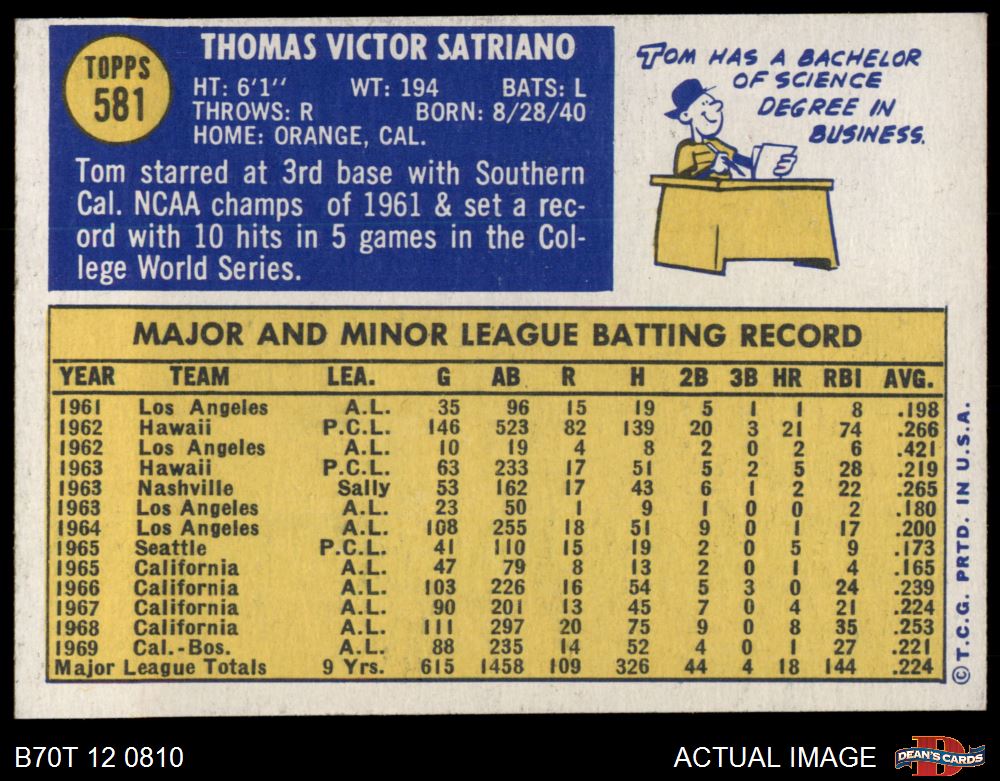 TOPPS
581
THOMAS VICTOR SATRIANO
HT: 6'1'' WT: 194 BATS: L
THROWS: R BORN: 8/28/40
HOME: ORANGE, CAL.
Tom starred at 3rd base with Southern
Cal. NCAA champs of 1961 & set a rec-
ord with 10 hits in 5 games in the Col-
lege World Series.
TOM HAS A BACHELOR
OF SCIENCE
DEGREE IN
BUSINESS.
MAJOR AND MINOR LEAGUE BATTING RECORD
YEAR TEAM LEA. G AB R H 2B 3B HR RBI AVG.
1961 Los Angeles A.L. 35 96 15 19 5 1 1 8 .198
1962 Hawaii P.C.L. 146 523 82 139 20 3 21 74 .266
1962 Los Angeles A.L. 10 19 4 8 2 0 2 6 .421
1963 Hawaii P.C.L. 63 233 17 51 5 2 5 28 .219
1963 Nashville Sally 53 162 17 43 6 1 2 22 .265
1963 Los Angeles A.L. 23 50 1 9 1 0 0 2 .180
1964 Los Angeles A.L. 108 255 18 51 9 0 1 17 .200
1965 Seattle P.C.L. 41 110 15 19 2 0 5 9 .173
1965 California A.L. 47 79 8 13 2 0 1 4 .165
1966 California A.L. 103 226 16 54 5 3 0 24 .239
1967 California A.L. 90 201 13 45 7 0 4 21 .224
1968 California A.L. 111 297 20 75 9 0 8 35 .253
1969 Cal.-Bos. A.L. 88 235 14 52 4 0 1 27 .221
Major League Totals 9 Yrs. 615 1458 109 326 44 4 18 144 .224
© T.C.G. PRTD. IN U.S.A.
B70T 12 0810
ACTUAL IMAGE
D
DEAN'S CARDS